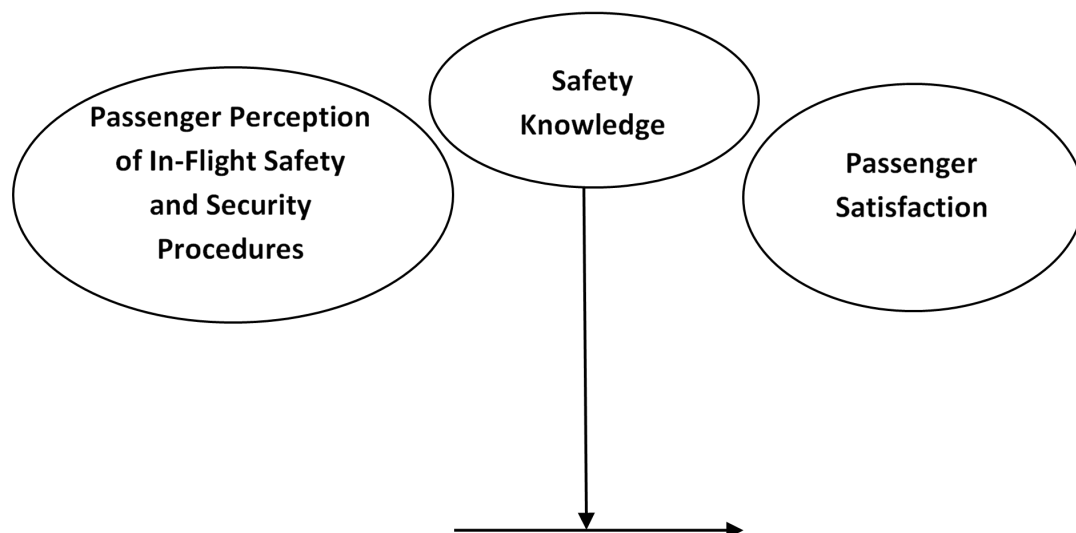 Passenger Perception
of In-Flight Safety
and Security
Procedures
Safety
Knowledge
Passenger
Satisfaction